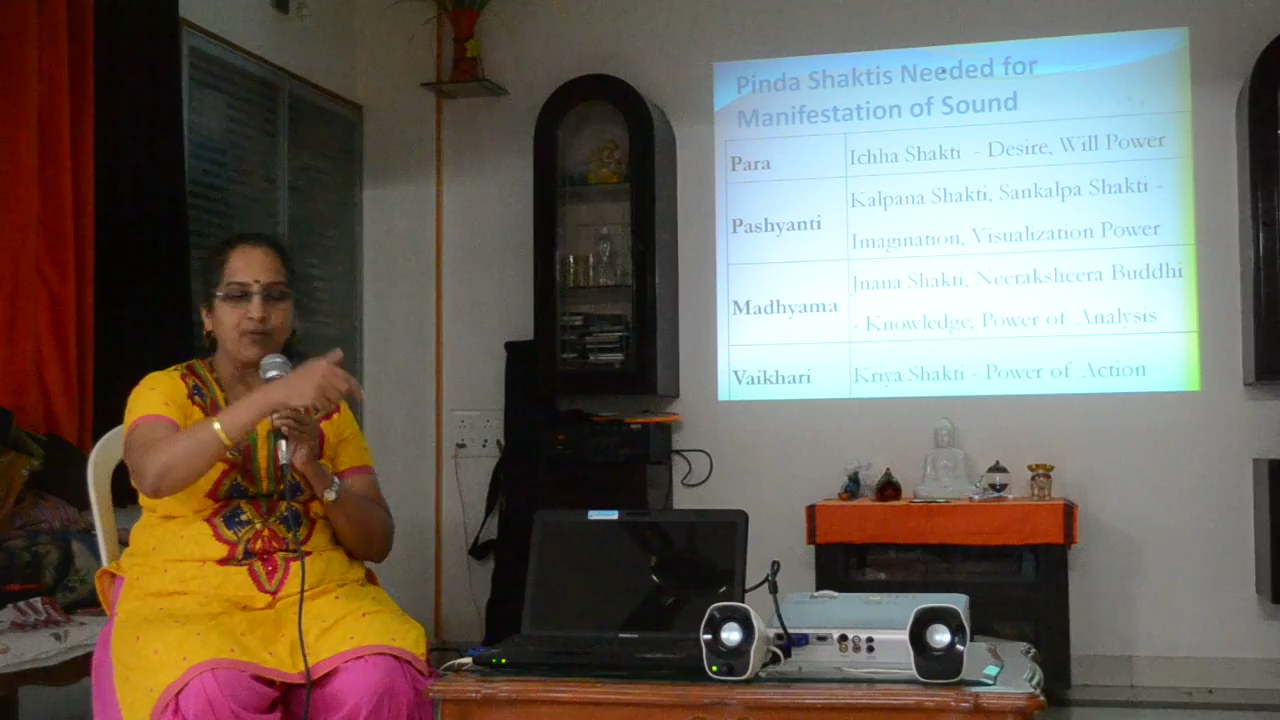 Pinda Shaktis Needed for
Manifestation of Sound
Para
Ichha Shakti - Desire, Will Power
Pashyanti
Kalpana Shakti, Sankalpa Shakti -
Imagination, Visualization Power
Madhyama
Jnana Shakti, Neeraksheera Buddhi
- Knowledge, Power of Analysis
Vaikhari
Kriya Shakti - Power of Action